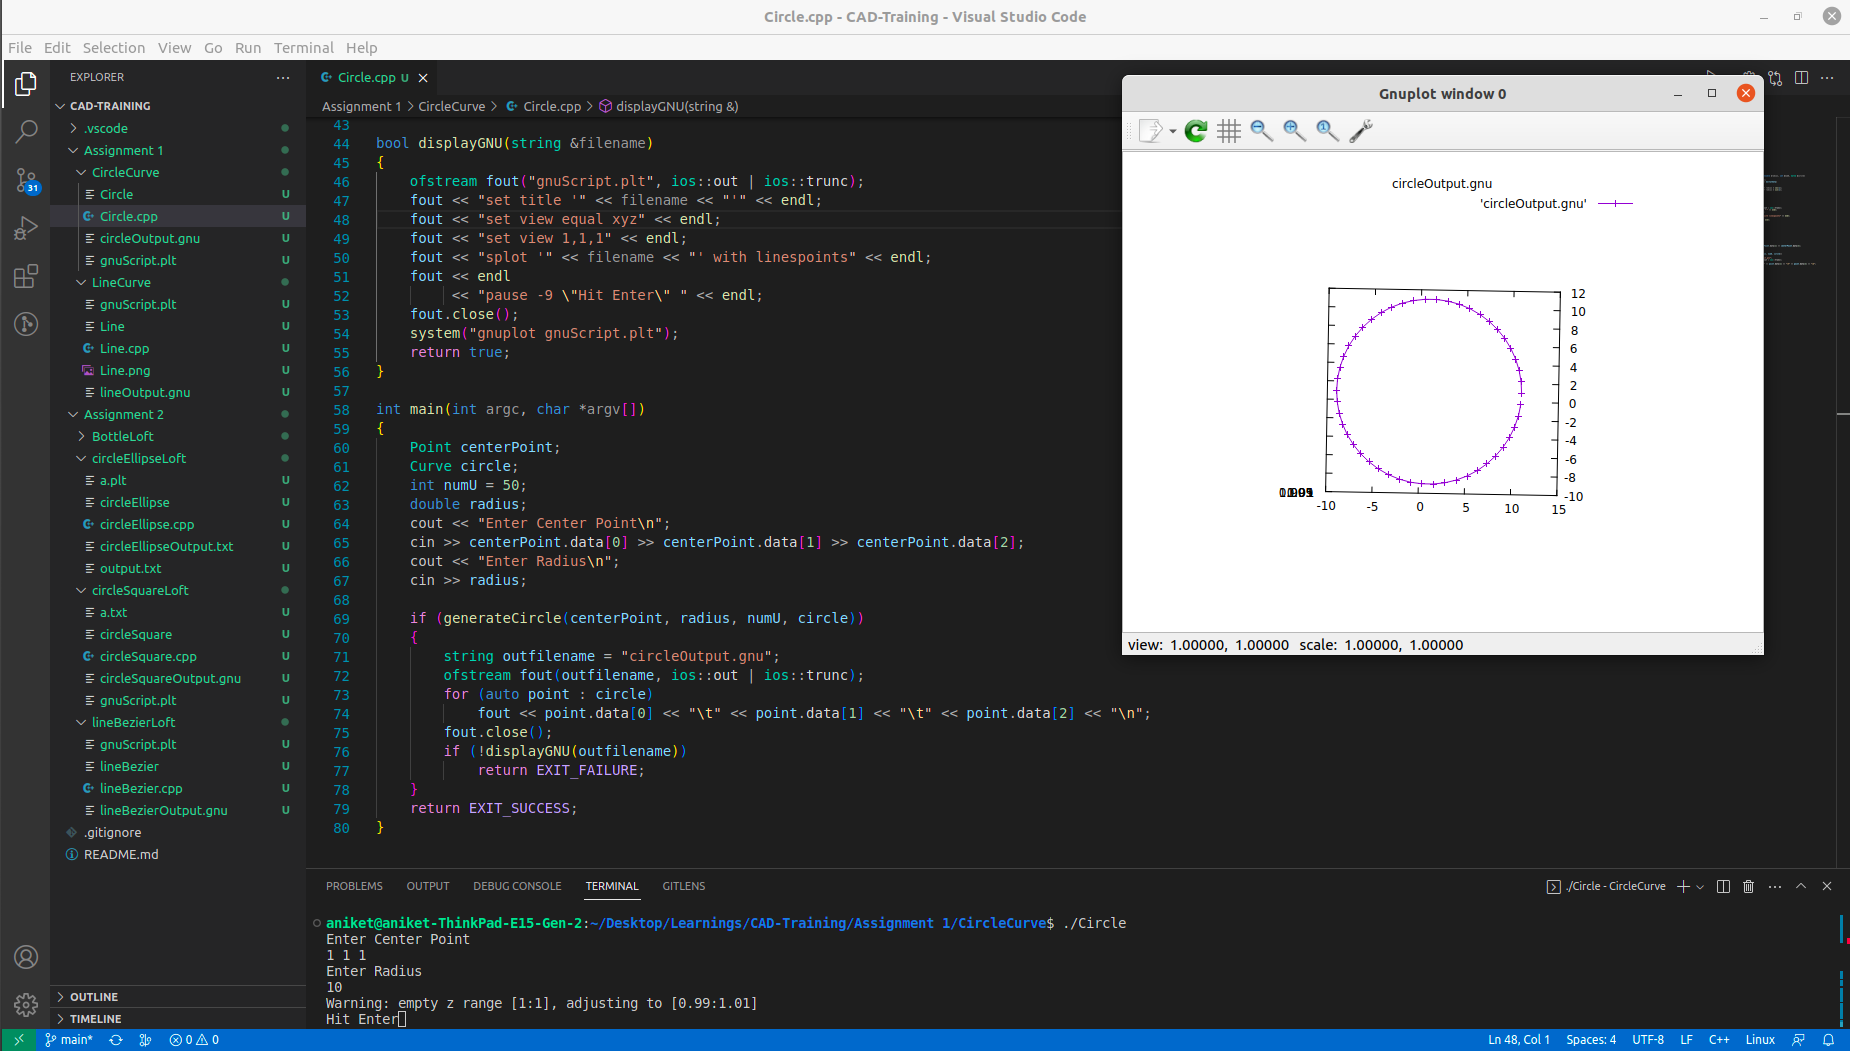 Circle.cpp - CAD-Training - Visual Studio Code
File Edit Selection View Go Run Terminal Help
EXPLORER
CAD-TRAINING
.vscode
Assignment 1
CircleCurve
Circle U
Circle.cpp U
circleOutput.gnu U
gnuScript.plt U
LineCurve
gnuScript.plt U
Line U
Line.cpp U
Line.png U
lineOutput.gnu U
Assignment 2
BottleLoft
circleEllipseLoft
a.plt U
circleEllipse U
circleEllipse.cpp U
circleEllipseOutput.txt U
output.txt U
circleSquareLoft
a.txt U
circleSquare U
circleSquare.cpp U
circleSquareOutput.gnu U
gnuScript.plt U
lineBezierLoft
gnuScript.plt U
lineBezier U
lineBezier.cpp U
lineBezierOutput.gnu U
.gitignore
README.md
OUTLINE
TIMELINE
31
Circle.cpp U
Assignment 1 > CircleCurve > Circle.cpp > displayGNU(string &)
43
44 bool displayGNU(string &filename)
45 {
46 ofstream fout("gnuScript.plt", ios::out | ios::trunc);
47 fout << "set title '" << filename << "'" << endl;
48 fout << "set view equal xyz" << endl;
49 fout << "set view 1,1,1" << endl;
50 fout << "splot '" << filename << "' with linespoints" << endl;
51 fout << endl
52 << "pause -9 \"Hit Enter\" " << endl;
53 fout.close();
54 system("gnuplot gnuScript.plt");
55 return true;
56 }
57
58 int main(int argc, char *argv[])
59 {
60 Point centerPoint;
61 Curve circle;
62 int numU = 50;
63 double radius;
64 cout << "Enter Center Point\n";
65 cin >> centerPoint.data[0] >> centerPoint.data[1] >> centerPoint.data[2];
66 cout << "Enter Radius\n";
67 cin >> radius;
68
69 if (generateCircle(centerPoint, radius, numU, circle))
70 {
71 string outfilename = "circleOutput.gnu";
72 ofstream fout(outfilename, ios::out | ios::trunc);
73 for (auto point : circle)
74 fout << point.data[0] << "\t" << point.data[1] << "\t" << point.data[2] << "\n";
75 fout.close();
76 if (!displayGNU(outfilename))
77 return EXIT_FAILURE;
78 }
79 return EXIT_SUCCESS;
80 }
Gnuplot window 0
circleOutput.gnu
'circleOutput.gnu'
12
10
8
6
4
2
0
-2
-4
-6
-8
-10
-10 -5 0 5 10 15
view: 1.00000, 1.00000 scale: 1.00000, 1.00000
PROBLEMS OUTPUT DEBUG CONSOLE TERMINAL GITLENS
./Circle - CircleCurve
aniket@aniket-ThinkPad-E15-Gen-2:~/Desktop/Learnings/CAD-Training/Assignment 1/CircleCurve$ ./Circle
Enter Center Point
1 1 1
Enter Radius
10
Warning: empty z range [1:1], adjusting to [0.99:1.01]
Hit Enter
main* 0 0
Ln 48, Col 1 Spaces: 4 UTF-8 LF C++ Linux